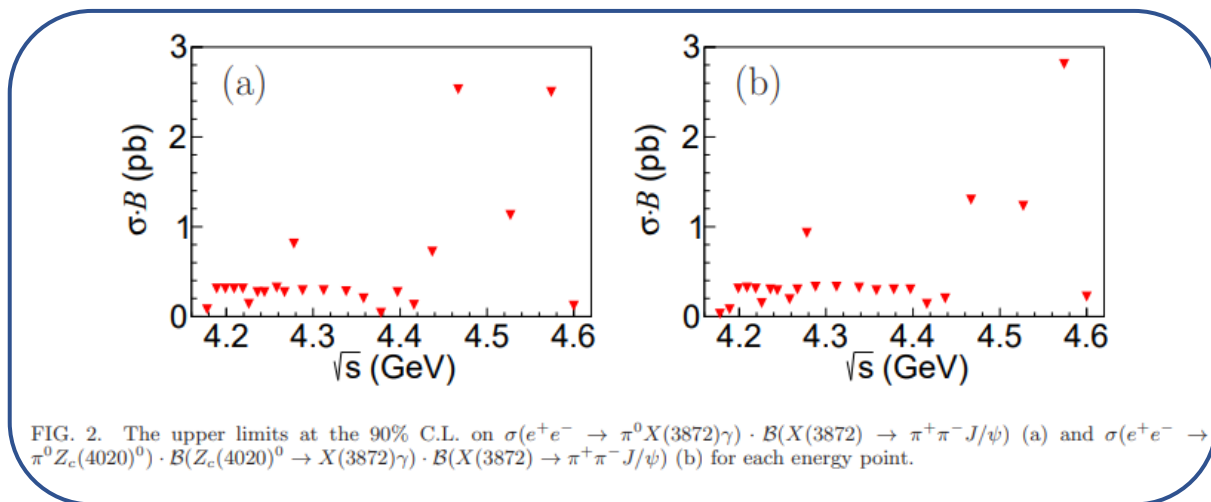 (a)
3
2
1
0
σ·B (pb)
4.2 4.3 4.4 4.5 4.6
√s (GeV)
(b)
3
2
1
0
σ·B (pb)
4.2 4.3 4.4 4.5 4.6
√s (GeV)
FIG. 2. The upper limits at the 90% C.L. on σ(e⁺e⁻ → π⁰X(3872)γ) · ℬ(X(3872) → π⁺π⁻J/ψ) (a) and σ(e⁺e⁻ →
π⁰Z_c(4020)⁰) · ℬ(Z_c(4020)⁰ → X(3872)γ) · ℬ(X(3872) → π⁺π⁻J/ψ) (b) for each energy point.